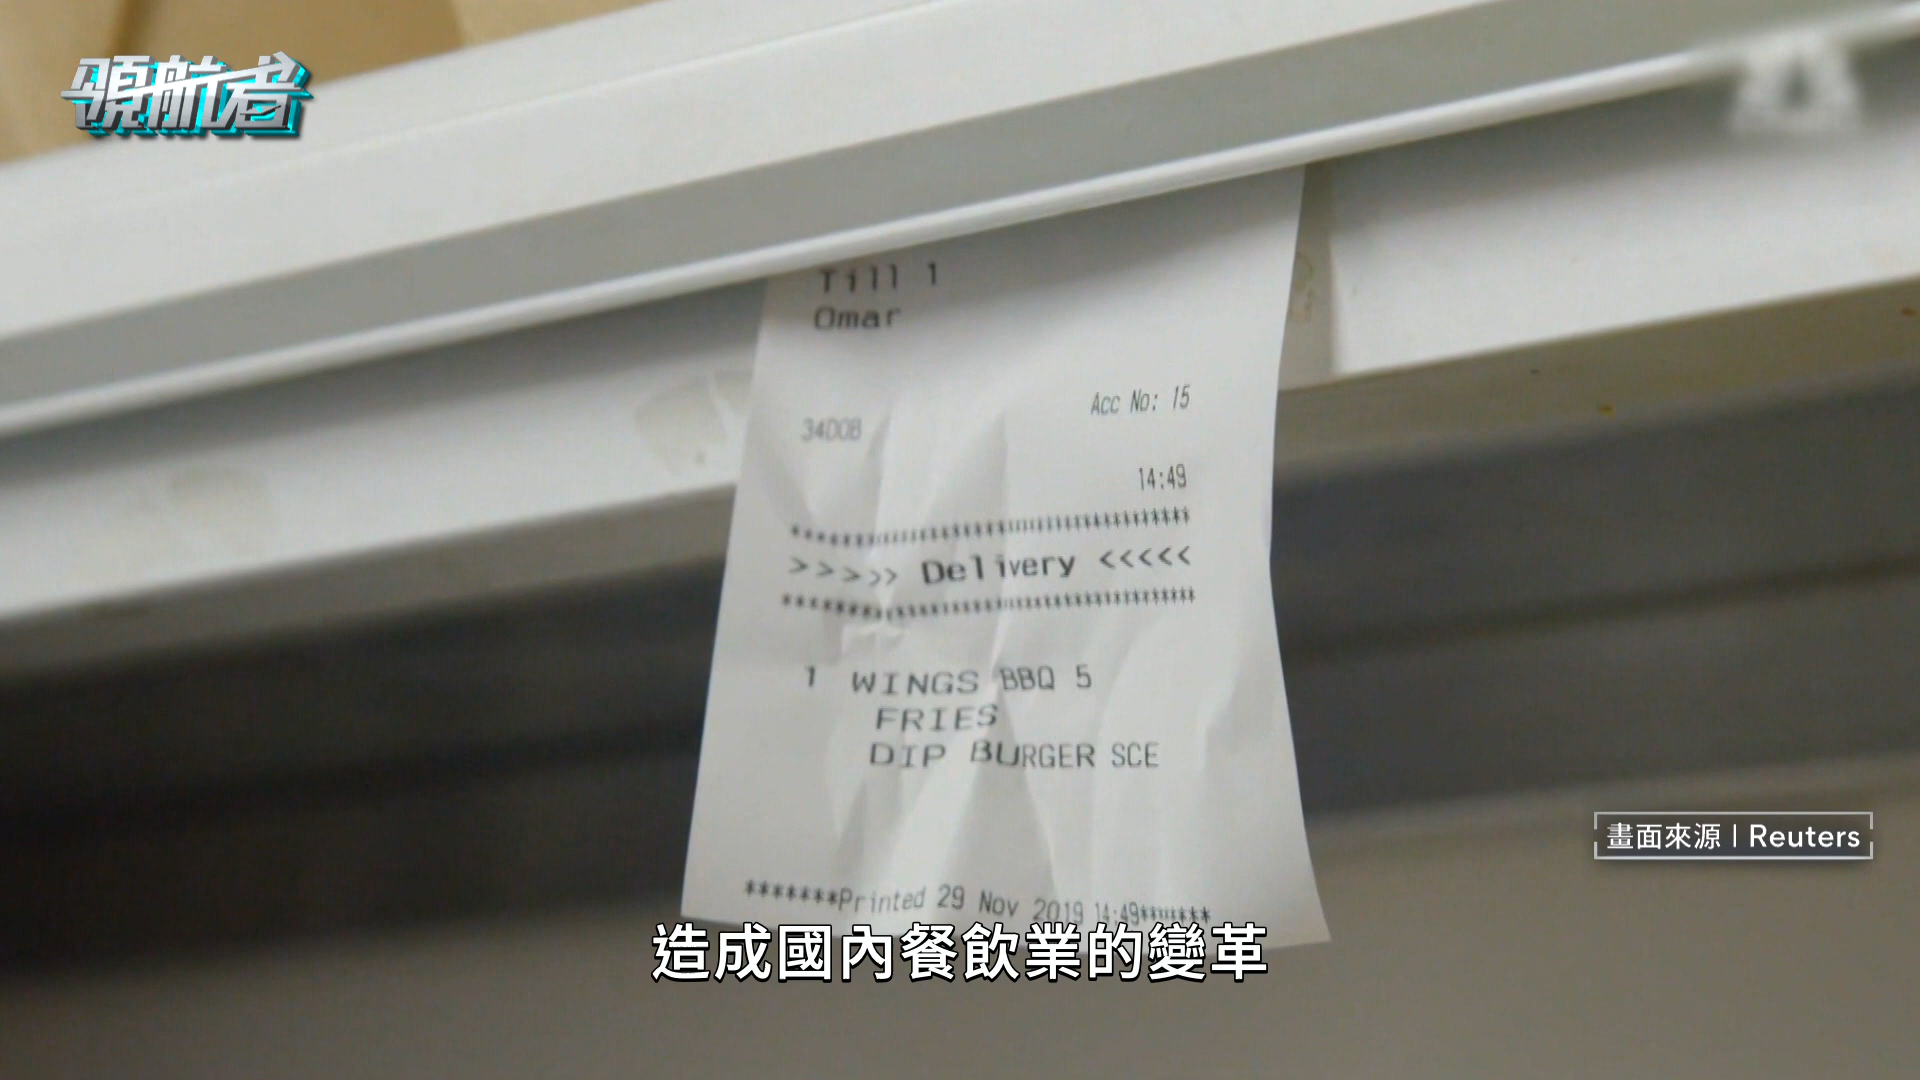 領航者
Till 1
Omar
Acc No: 15
34D0B
14:49
***********************************
>>>>> Delivery <<<<<
***********************************
1 WINGS BBQ 5
FRIES
DIP BURGER SCE
*******Printed 29 Nov 2019 14:49*******
畫面來源 | Reuters
造成國內餐飲業的變革